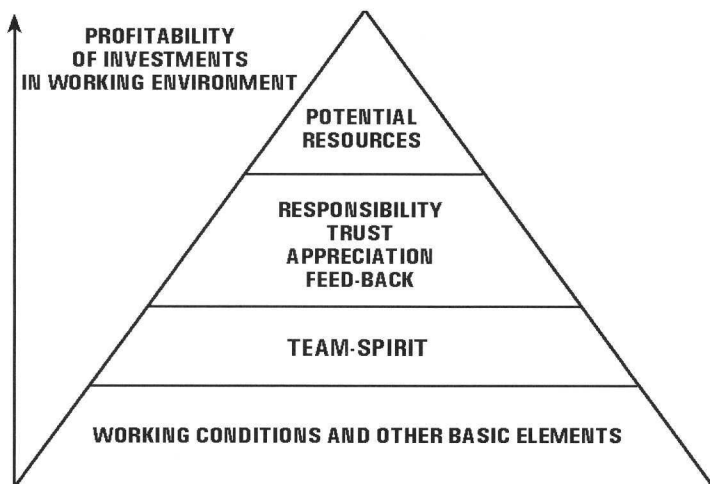 PROFITABILITY
OF INVESTMENTS
IN WORKING ENVIRONMENT
POTENTIAL
RESOURCES
RESPONSIBILITY
TRUST
APPRECIATION
FEED-BACK
TEAM-SPIRIT
WORKING CONDITIONS AND OTHER BASIC ELEMENTS